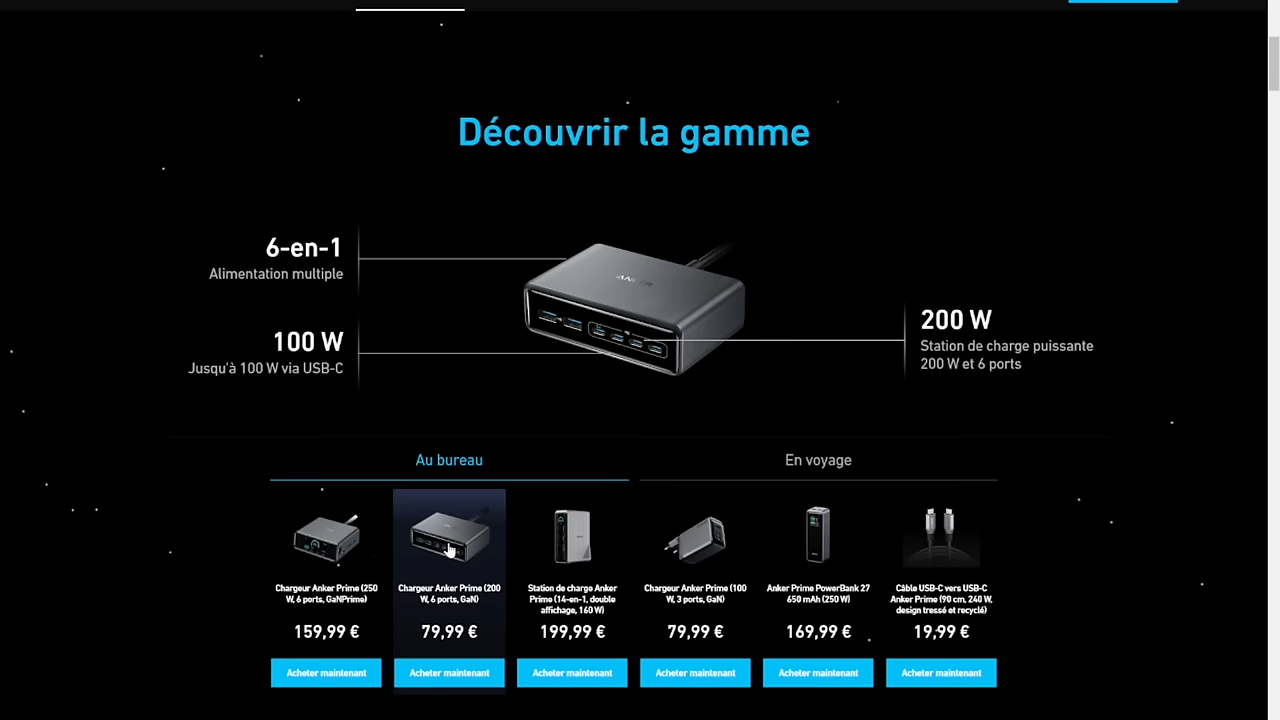 Découvrir la gamme
6-en-1
Alimentation multiple
100 W
Jusqu'à 100 W via USB-C
ANKER
200 W
Station de charge puissante
200 W et 6 ports
Au bureau
En voyage
Chargeur Anker Prime (250
W, 6 ports, GaNPrime)
159,99 €
Acheter maintenant
Chargeur Anker Prime (200
W, 6 ports, GaN)
79,99 €
Acheter maintenant
Station de charge Anker
Prime (14-en-1, double
affichage, 160 W)
199,99 €
Acheter maintenant
Chargeur Anker Prime (100
W, 3 ports, GaN)
79,99 €
Acheter maintenant
Anker Prime PowerBank 27
650 mAh (250 W)
169,99 €
Acheter maintenant
Câble USB-C vers USB-C
Anker Prime (90 cm, 240 W,
design tressé et recyclé)
19,99 €
Acheter maintenant